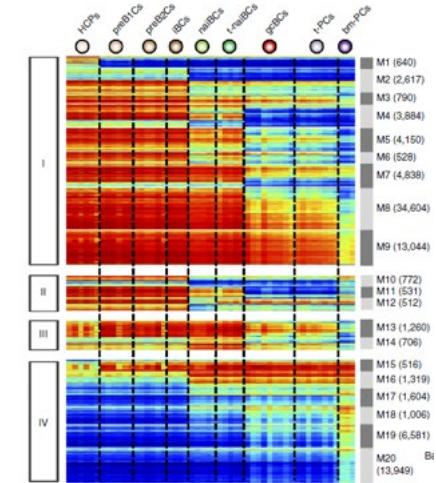 HCPs
preB1Cs
preB2Cs
iBCs
naiBCs
t-naiBCs
gcBCs
t-PCs
bm-PCs
I
M1 (640)
M2 (2,617)
M3 (790)
M4 (3,884)
M5 (4,150)
M6 (528)
M7 (4,838)
M8 (34,604)
M9 (13,044)
II
M10 (772)
M11 (531)
M12 (512)
III
M13 (1,260)
M14 (706)
IV
M15 (516)
M16 (1,319)
M17 (1,604)
M18 (1,006)
M19 (6,581)
Ba
M20
(13,949)